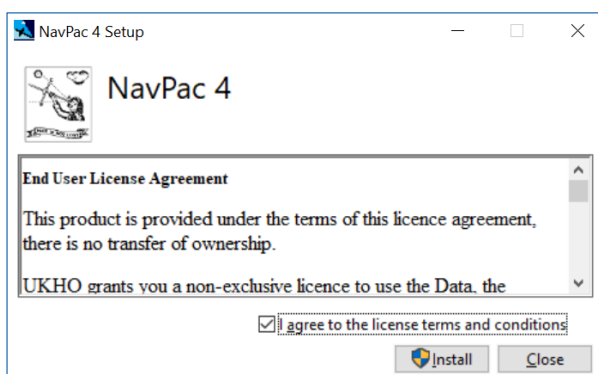 NavPac 4 Setup
NavPac 4
End User License Agreement
This product is provided under the terms of this licence agreement,
there is no transfer of ownership.
UKHO grants you a non-exclusive licence to use the Data, the
I agree to the license terms and conditions
Install Close